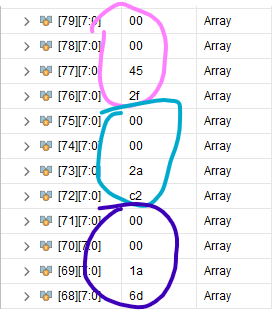 [79][7:0] 00 Array
[78][7:0] 00 Array
[77][7:0] 45 Array
[76][7:0] 2f Array
[75][7:0] 00 Array
[74][7:0] 00 Array
[73][7:0] 2a Array
[72][7:0] c2 Array
[71][7:0] 00 Array
[70][7:0] 00 Array
[69][7:0] 1a Array
[68][7:0] 6d Array